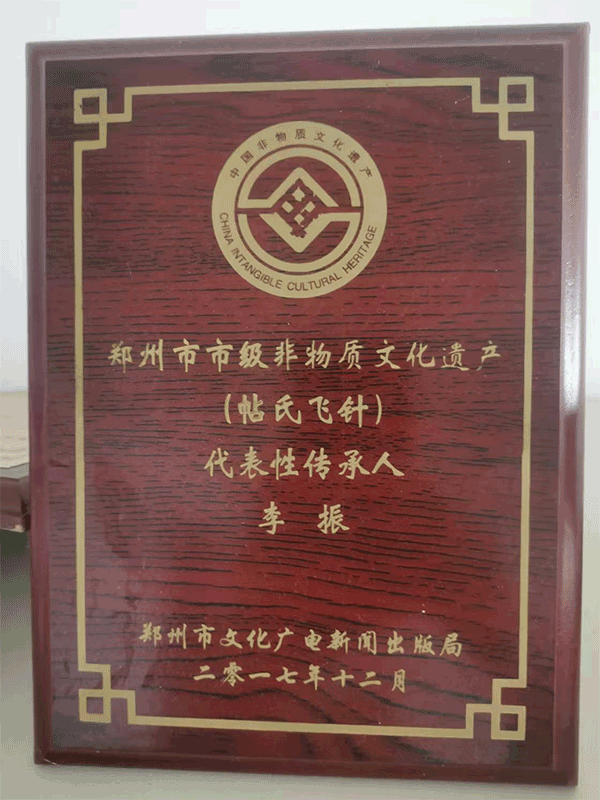 中国非物质文化遗产
CHINA INTANGIBLE CULTURAL HERITAGE
郑州市市级非物质文化遗产
(帖氏飞针)
代表性传承人
李 振
郑州市文化广电新闻出版局
二零一七年十二月